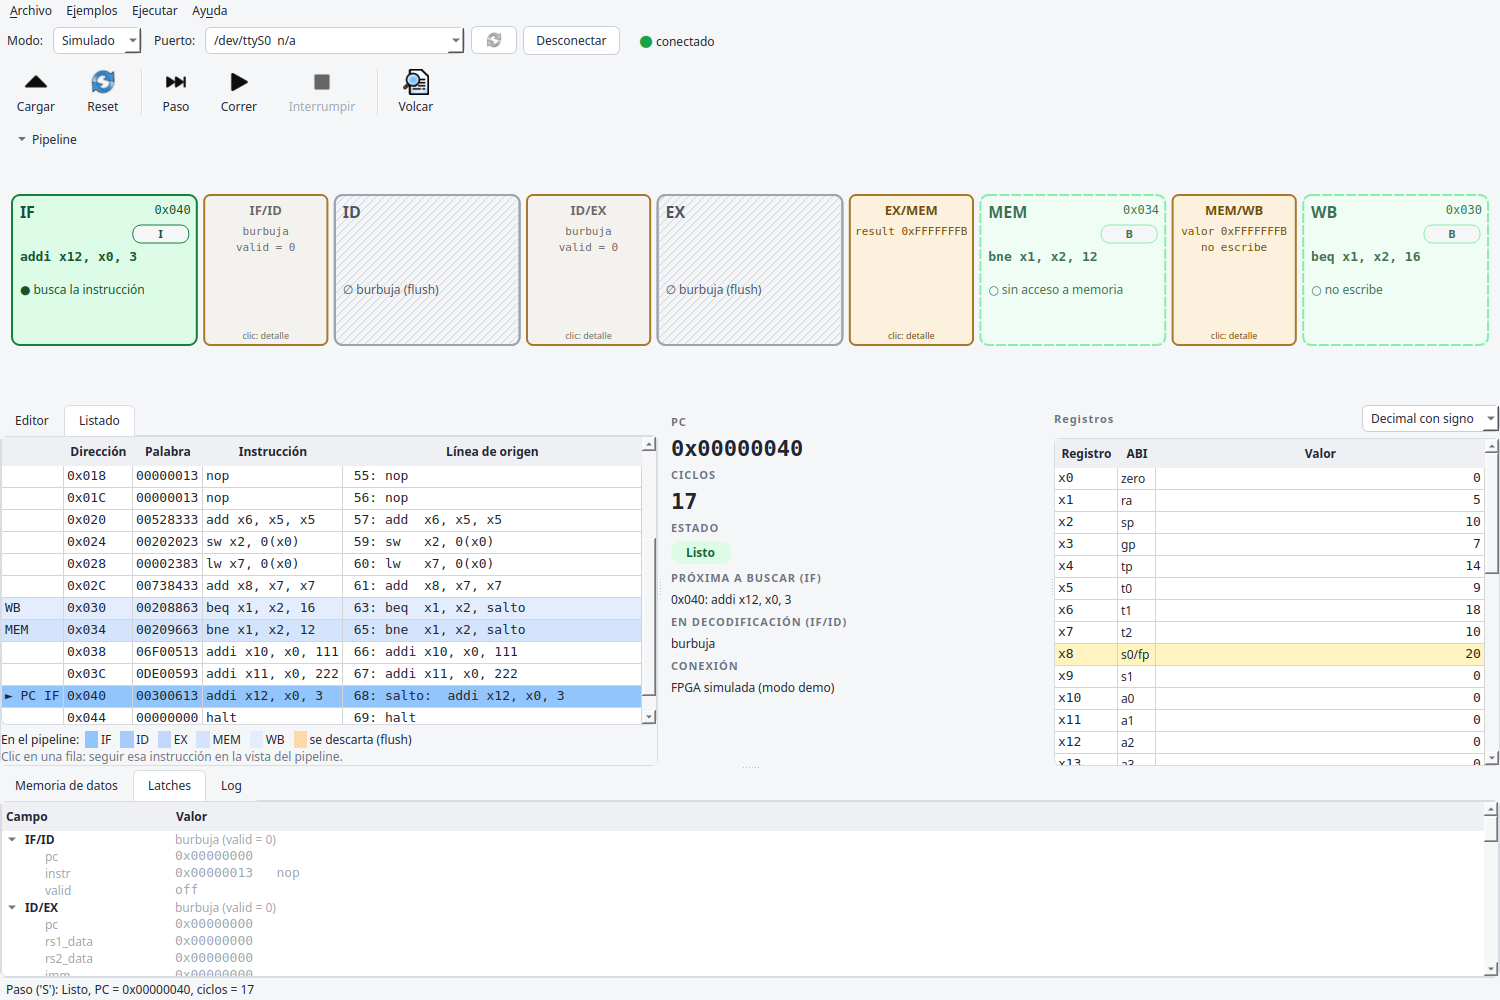 Archivo Ejemplos Ejecutar Ayuda
Modo: Simulado Puerto: /dev/ttyS0 n/a Desconectar conectado
Cargar Reset Paso Correr Interrumpir Volcar
Pipeline
IF 0x040
I
addi x12, x0, 3
● busca la instrucción
IF/ID
burbuja
valid = 0
clic: detalle
ID
∅ burbuja (flush)
ID/EX
burbuja
valid = 0
clic: detalle
EX
∅ burbuja (flush)
EX/MEM
result 0xFFFFFFFB
clic: detalle
MEM 0x034
B
bne x1, x2, 12
○ sin acceso a memoria
MEM/WB
valor 0xFFFFFFFB
no escribe
clic: detalle
WB 0x030
B
beq x1, x2, 16
○ no escribe
Editor Listado
Dirección Palabra Instrucción Línea de origen
0x018 00000013 nop 55: nop
0x01C 00000013 nop 56: nop
0x020 00528333 add x6, x5, x5 57: add x6, x5, x5
0x024 00202023 sw x2, 0(x0) 59: sw x2, 0(x0)
0x028 00002383 lw x7, 0(x0) 60: lw x7, 0(x0)
0x02C 00738433 add x8, x7, x7 61: add x8, x7, x7
WB 0x030 00208863 beq x1, x2, 16 63: beq x1, x2, salto
MEM 0x034 00209663 bne x1, x2, 12 65: bne x1, x2, salto
0x038 06F00513 addi x10, x0, 111 66: addi x10, x0, 111
0x03C 0DE00593 addi x11, x0, 222 67: addi x11, x0, 222
► PC IF 0x040 00300613 addi x12, x0, 3 68: salto: addi x12, x0, 3
0x044 00000000 halt 69: halt
En el pipeline: IF ID EX MEM WB se descarta (flush)
Clic en una fila: seguir esa instrucción en la vista del pipeline.
PC
0x00000040
CICLOS
17
ESTADO
Listo
PRÓXIMA A BUSCAR (IF)
0x040: addi x12, x0, 3
EN DECODIFICACIÓN (IF/ID)
burbuja
CONEXIÓN
FPGA simulada (modo demo)
Registros Decimal con signo
Registro ABI Valor
x0 zero 0
x1 ra 5
x2 sp 10
x3 gp 7
x4 tp 14
x5 t0 9
x6 t1 18
x7 t2 10
x8 s0/fp 20
x9 s1 0
x10 a0 0
x11 a1 0
x12 a2 0
x13 a3 0
Memoria de datos Latches Log
Campo Valor
IF/ID burbuja (valid = 0)
pc 0x00000000
instr 0x00000013 nop
valid off
ID/EX burbuja (valid = 0)
pc 0x00000000
rs1_data 0x00000000
rs2_data 0x00000000
imm 0x00000000
Paso ('S'): Listo, PC = 0x00000040, ciclos = 17